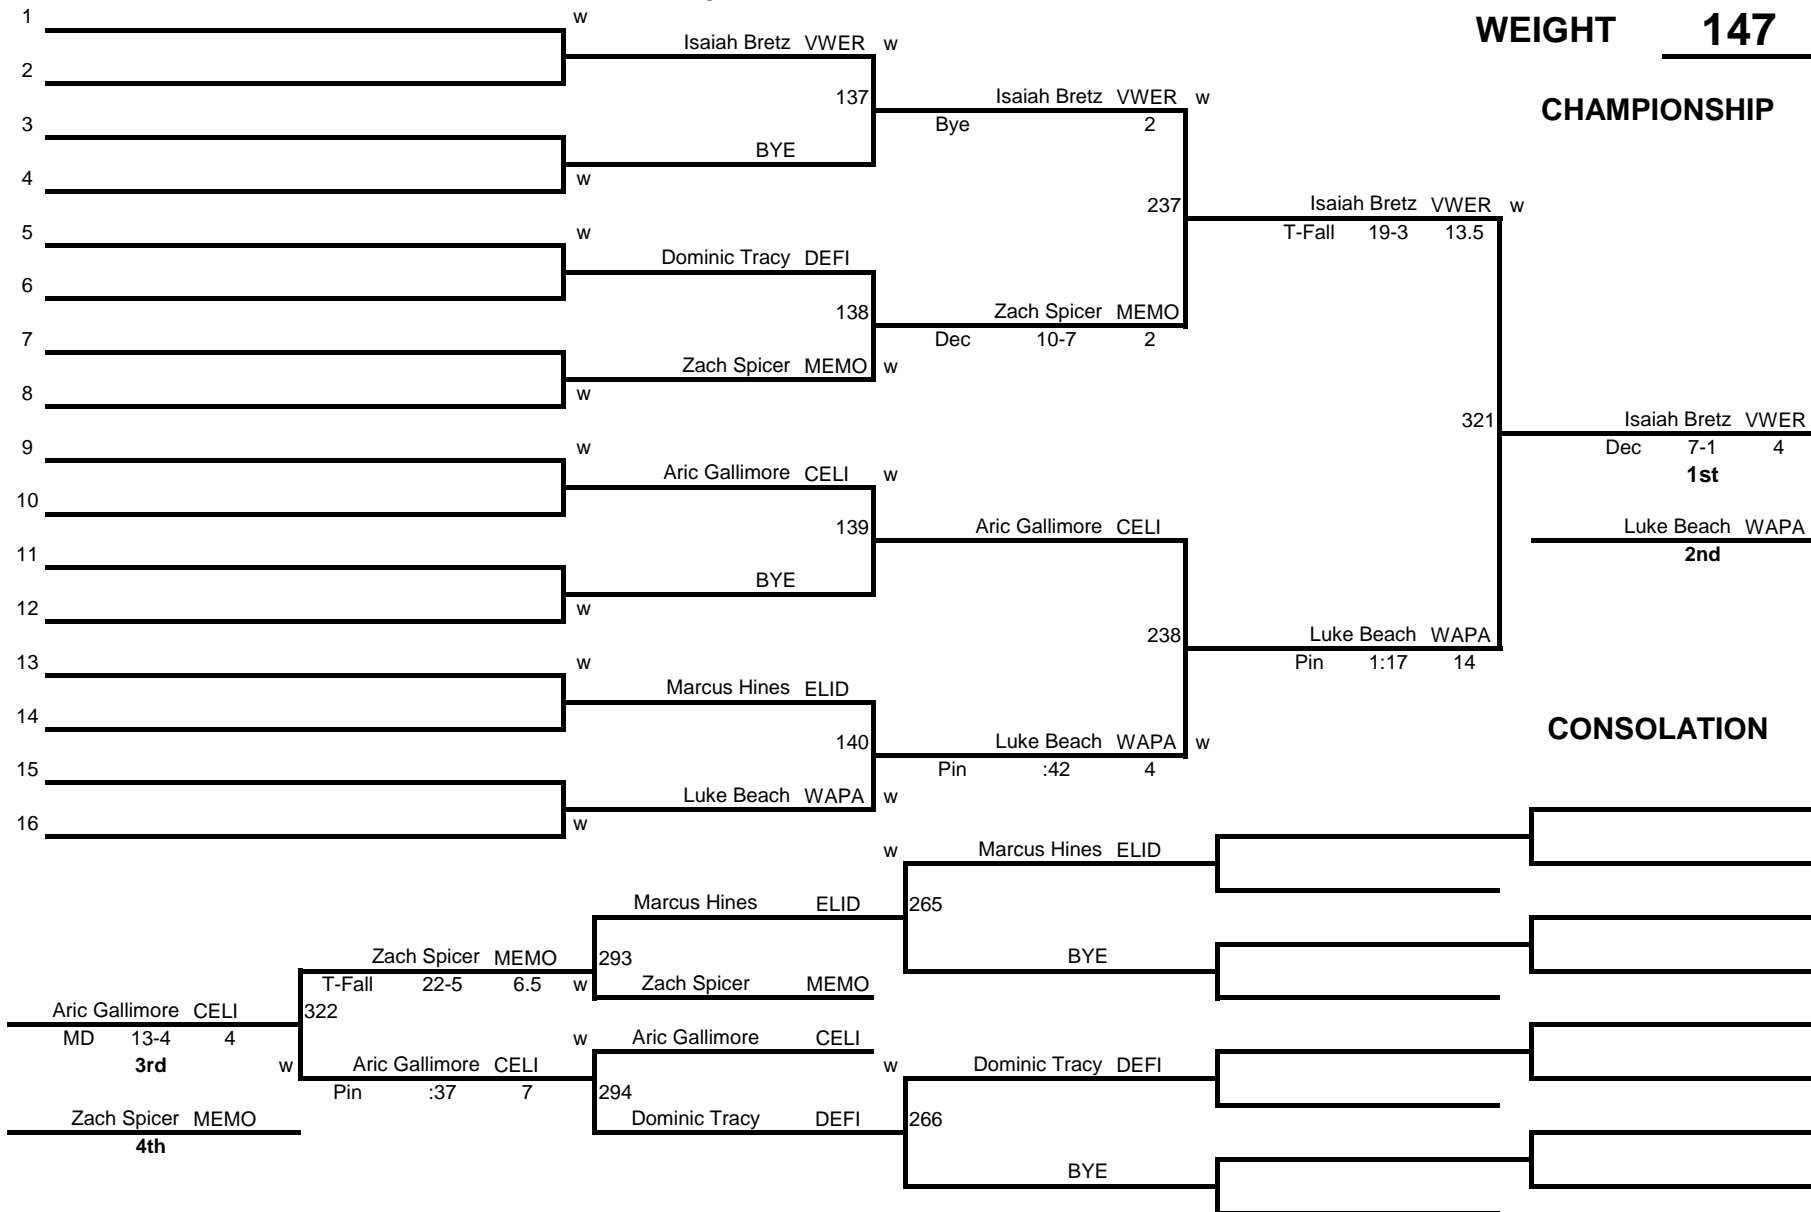 1 w
Isaiah Bretz VWER w
WEIGHT 147
2
137
Isaiah Bretz VWER w
Bye 2
CHAMPIONSHIP
3
BYE
4 w
237
Isaiah Bretz VWER w
T-Fall 19-3 13.5
5 w
Dominic Tracy DEFI
6
138
Zach Spicer MEMO
Dec 10-7 2
7
Zach Spicer MEMO w
8 w
321
Isaiah Bretz VWER
Dec 7-1 4
1st
9 w
Aric Gallimore CELI w
10
139
Aric Gallimore CELI
Luke Beach WAPA
2nd
11
BYE
12 w
238
Luke Beach WAPA
Pin 1:17 14
13 w
Marcus Hines ELID
14
140
Luke Beach WAPA w
Pin :42 4
CONSOLATION
15
Luke Beach WAPA w
16 w
w Marcus Hines ELID
Marcus Hines ELID 265
Zach Spicer MEMO 293 BYE
T-Fall 22-5 6.5 w Zach Spicer MEMO
Aric Gallimore CELI 322
MD 13-4 4 w Aric Gallimore CELI
3rd w Aric Gallimore CELI w Dominic Tracy DEFI
Pin :37 7 294
Zach Spicer MEMO Dominic Tracy DEFI 266
4th
BYE